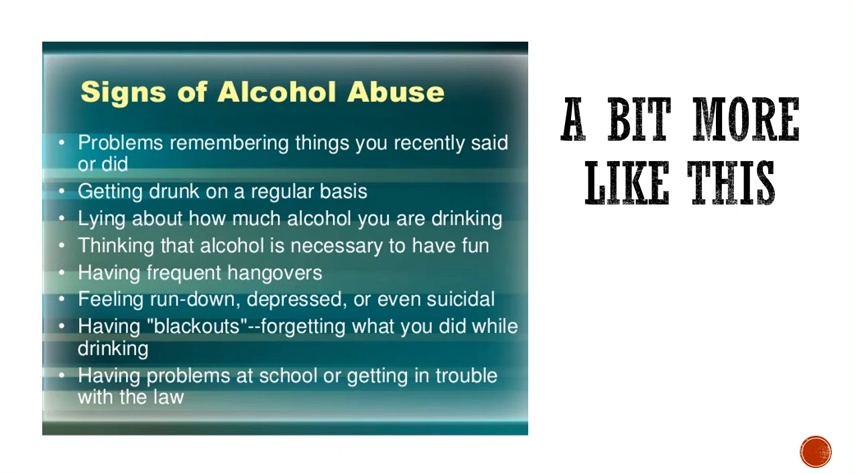 Signs of Alcohol Abuse
• Problems remembering things you recently said
or did
• Getting drunk on a regular basis
• Lying about how much alcohol you are drinking
• Thinking that alcohol is necessary to have fun
• Having frequent hangovers
• Feeling run-down, depressed, or even suicidal
• Having "blackouts"--forgetting what you did while
drinking
• Having problems at school or getting in trouble
with the law
A BIT MORE
LIKE THIS